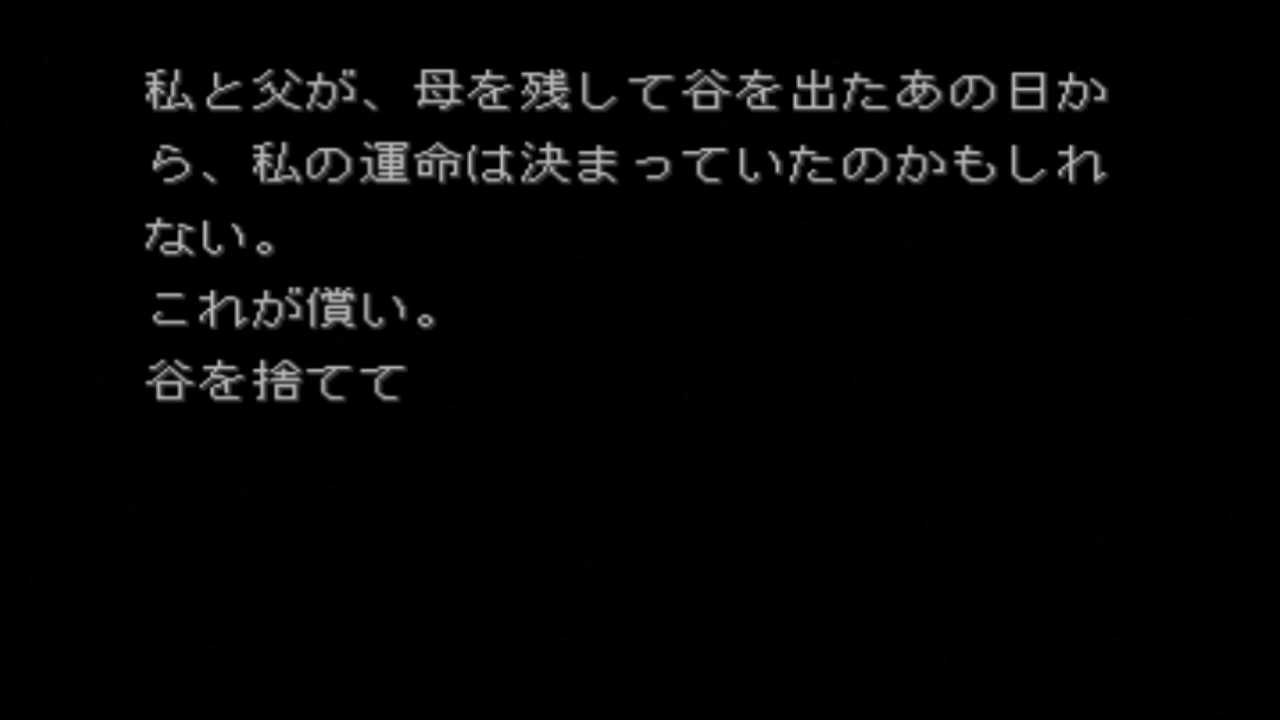 私と父が、母を残して谷を出たあの日か
ら、私の運命は決まっていたのかもしれ
ない。
これが償い。
谷を捨てて